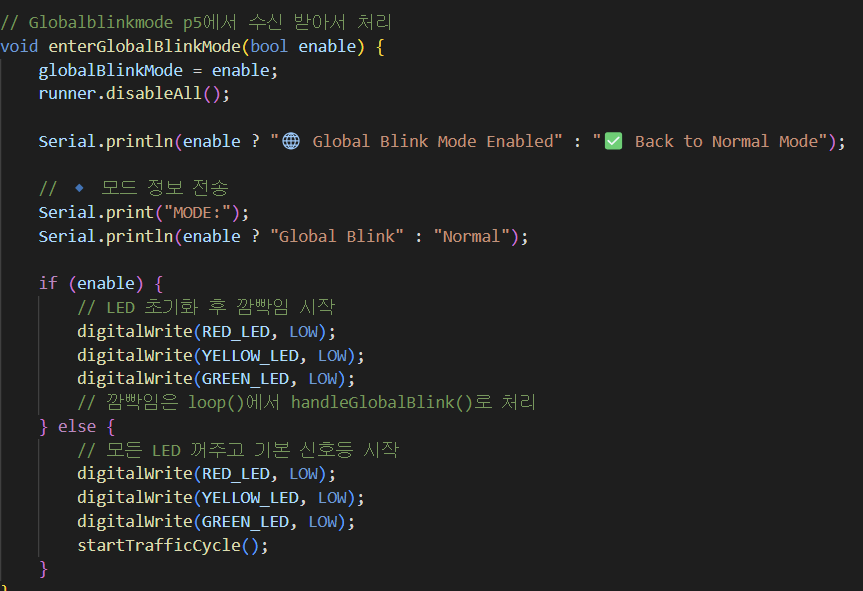 // Globalblinkmode p5에서 수신 받아서 처리
void enterGlobalBlinkMode(bool enable) {
    globalBlinkMode = enable;
    runner.disableAll();

    Serial.println(enable ? "🌐 Global Blink Mode Enabled" : "✅ Back to Normal Mode");

    // 🔹 모드 정보 전송
    Serial.print("MODE:");
    Serial.println(enable ? "Global Blink" : "Normal");

    if (enable) {
        // LED 초기화 후 깜빡임 시작
        digitalWrite(RED_LED, LOW);
        digitalWrite(YELLOW_LED, LOW);
        digitalWrite(GREEN_LED, LOW);
        // 깜빡임은 loop()에서 handleGlobalBlink()로 처리
    } else {
        // 모든 LED 꺼주고 기본 신호등 시작
        digitalWrite(RED_LED, LOW);
        digitalWrite(YELLOW_LED, LOW);
        digitalWrite(GREEN_LED, LOW);
        startTrafficCycle();
    }
}